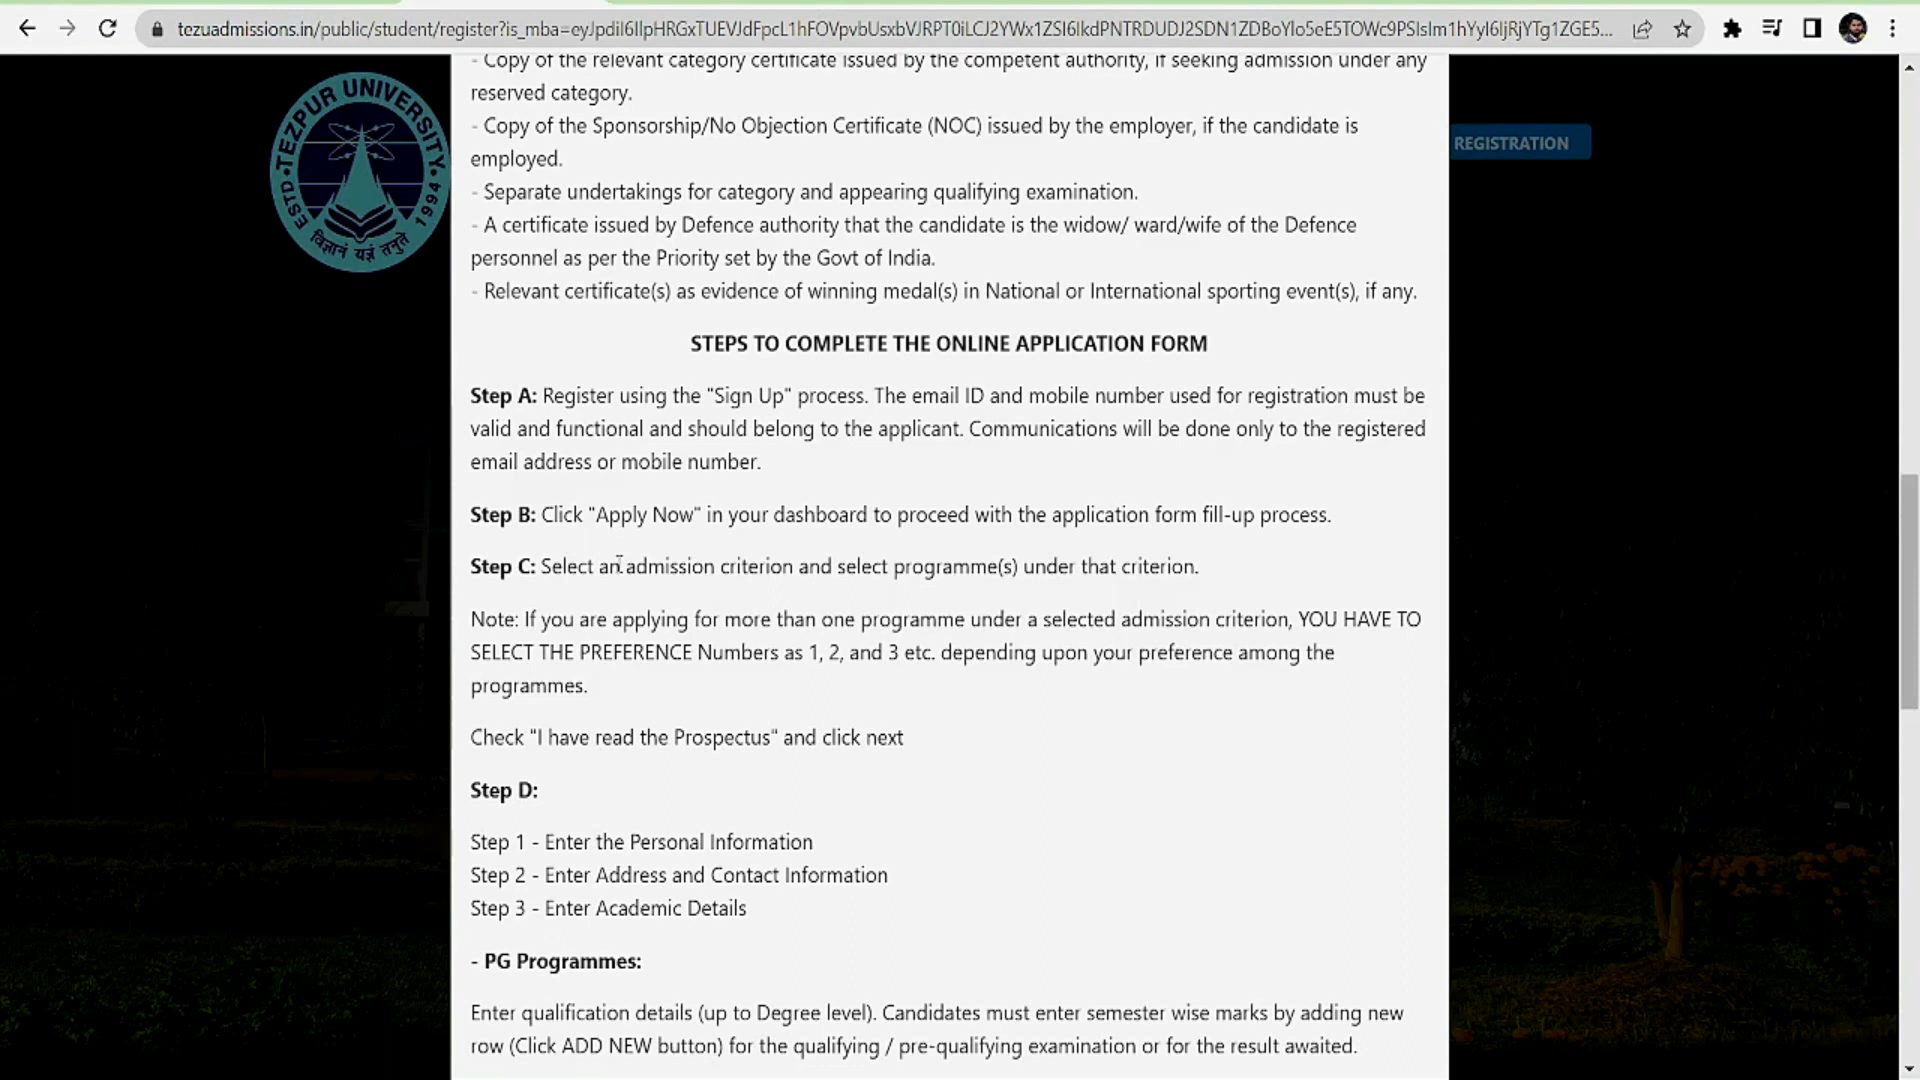 tezuadmissions.in/public/student/register?is_mba=eyJpdiI6IlpHRGxTUEVJdFpcL1hFOVpvbUsxbVJRPT0iLCJ2YWx1ZSI6IkdPNTRDUDJ2SDN1ZDBoYlo5eE5TOWc9PSIsIm1hYyI6IjRjYTg1ZGE5...
TEZPUR UNIVERSITY
ESTD 1994
विज्ञानं यज्ञं तनुते
REGISTRATION
- Copy of the relevant category certificate issued by the competent authority, if seeking admission under any
reserved category.
- Copy of the Sponsorship/No Objection Certificate (NOC) issued by the employer, if the candidate is
employed.
- Separate undertakings for category and appearing qualifying examination.
- A certificate issued by Defence authority that the candidate is the widow/ ward/wife of the Defence
personnel as per the Priority set by the Govt of India.
- Relevant certificate(s) as evidence of winning medal(s) in National or International sporting event(s), if any.
STEPS TO COMPLETE THE ONLINE APPLICATION FORM
Step A: Register using the "Sign Up" process. The email ID and mobile number used for registration must be
valid and functional and should belong to the applicant. Communications will be done only to the registered
email address or mobile number.
Step B: Click "Apply Now" in your dashboard to proceed with the application form fill-up process.
Step C: Select an admission criterion and select programme(s) under that criterion.
Note: If you are applying for more than one programme under a selected admission criterion, YOU HAVE TO
SELECT THE PREFERENCE Numbers as 1, 2, and 3 etc. depending upon your preference among the
programmes.
Check "I have read the Prospectus" and click next
Step D:
Step 1 - Enter the Personal Information
Step 2 - Enter Address and Contact Information
Step 3 - Enter Academic Details
- PG Programmes:
Enter qualification details (up to Degree level). Candidates must enter semester wise marks by adding new
row (Click ADD NEW button) for the qualifying / pre-qualifying examination or for the result awaited.